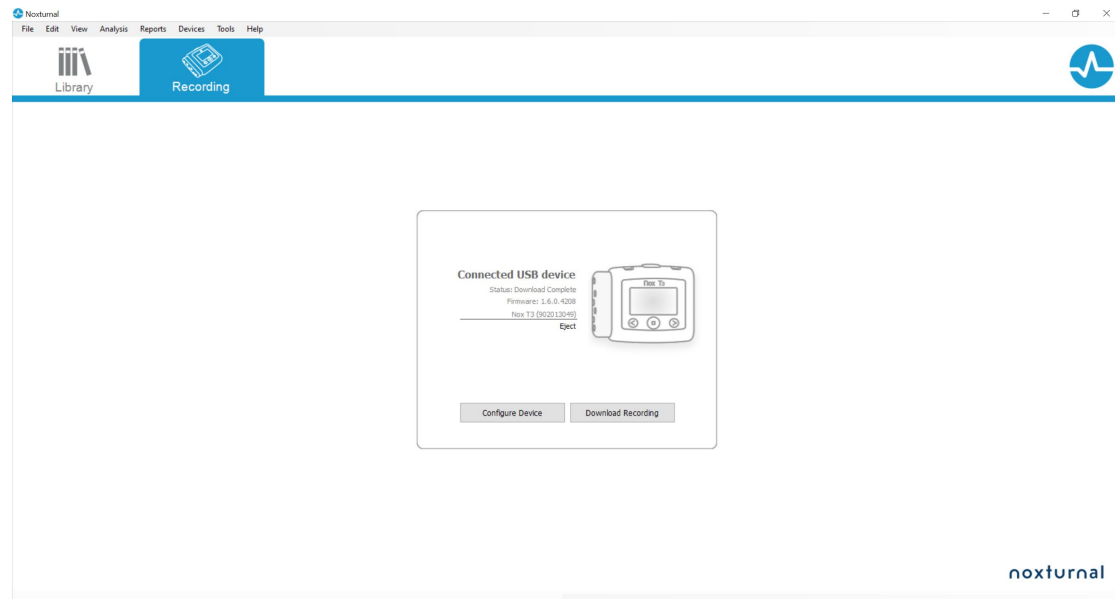 Noxturnal
File Edit View Analysis Reports Devices Tools Help
Library Recording
Connected USB device
Status: Download Complete
Firmware: 1.6.0.4208
Nox T3 (902013049)
Eject
Nox T3
Configure Device Download Recording
noxturnal